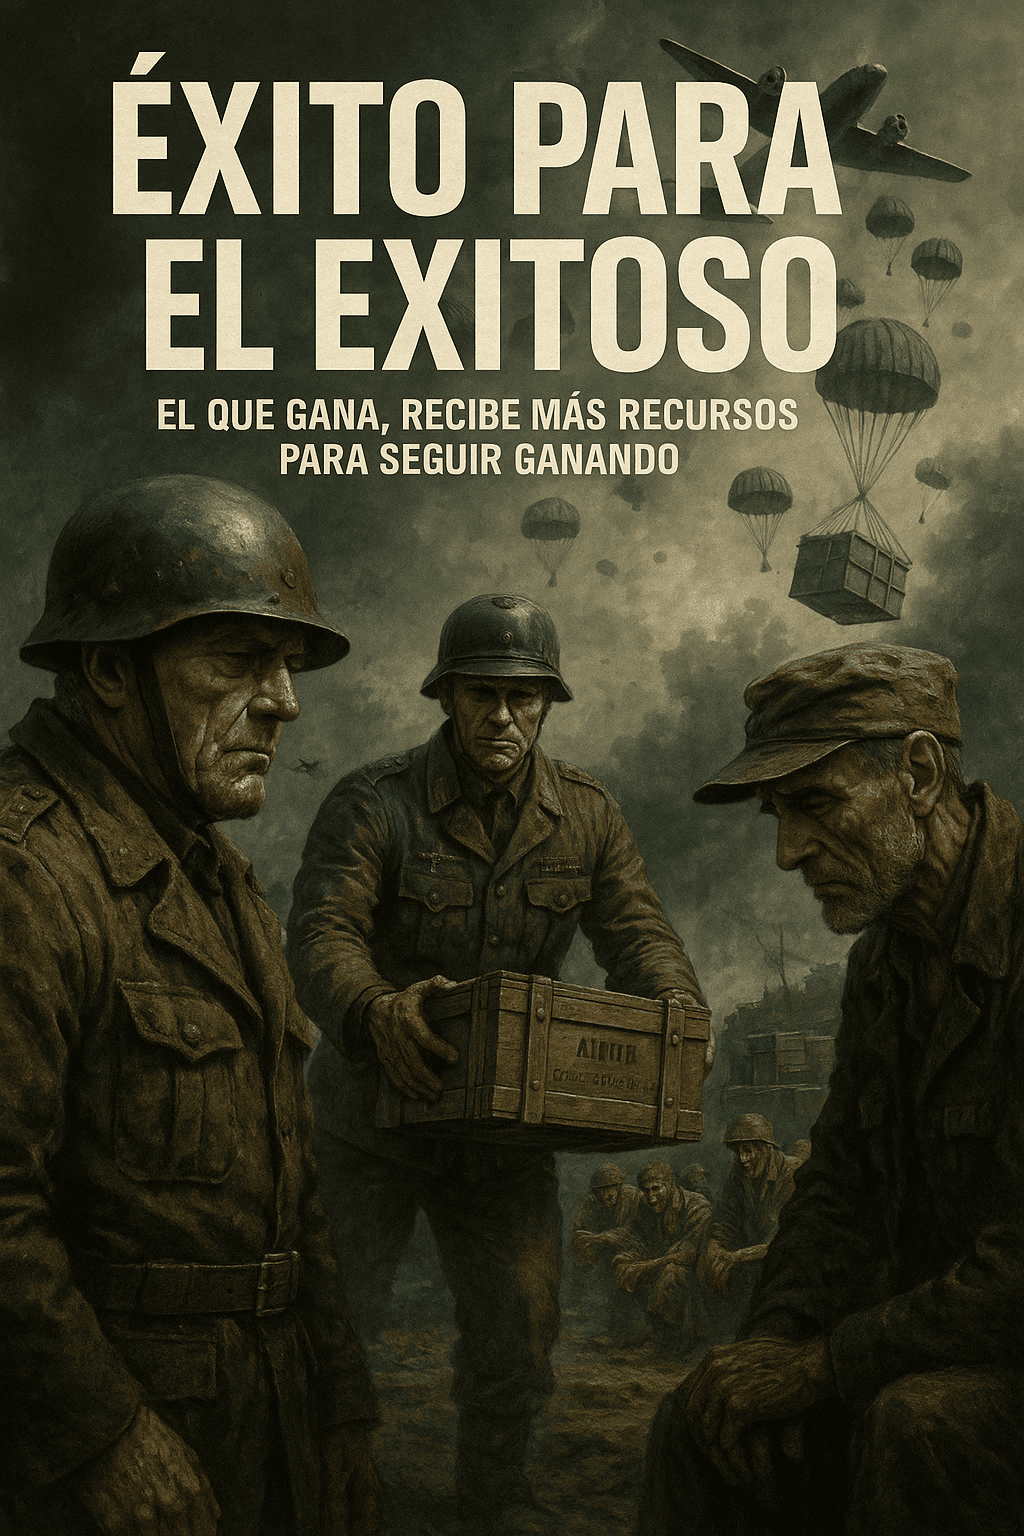 ÉXITO PARA
EL EXITOSO
EL QUE GANA, RECIBE MÁS RECURSOS
PARA SEGUIR GANANDO